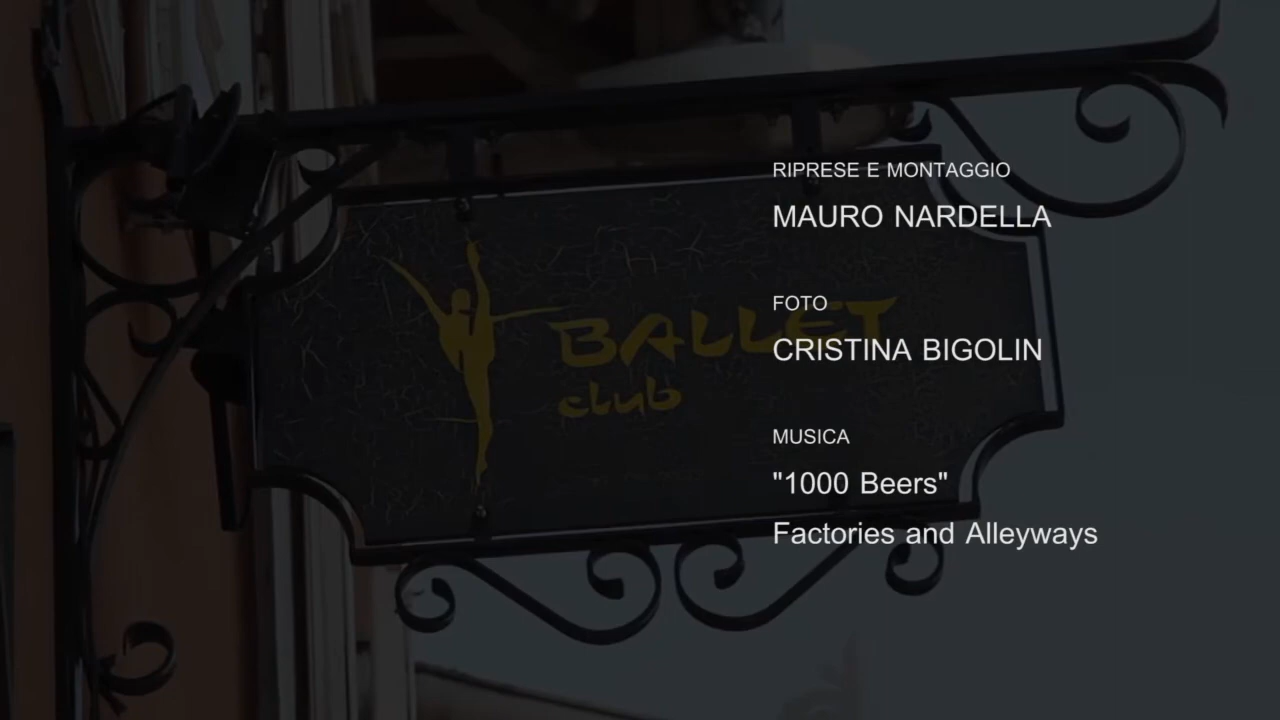 RIPRESE E MONTAGGIO
MAURO NARDELLA
FOTO
CRISTINA BIGOLIN
MUSICA
"1000 Beers"
Factories and Alleyways
BALLET
club